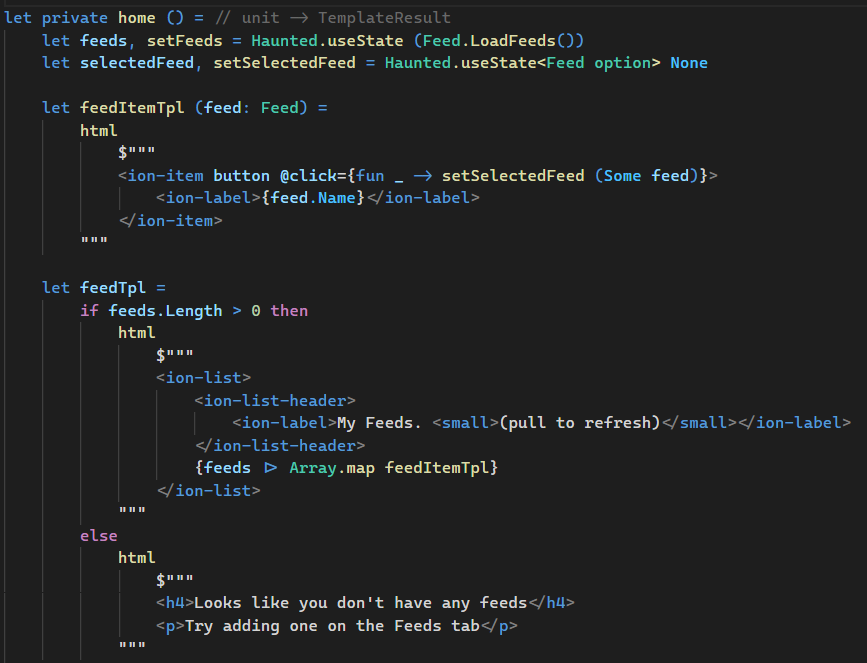 let private home () = // unit -> TemplateResult
    let feeds, setFeeds = Haunted.useState (Feed.LoadFeeds())
    let selectedFeed, setSelectedFeed = Haunted.useState<Feed option> None
    let feedItemTpl (feed: Feed) =
        html
            $"""
            <ion-item button @click={fun _ -> setSelectedFeed (Some feed)}>
                <ion-label>{feed.Name}</ion-label>
            </ion-item>
        """
    let feedTpl =
        if feeds.Length > 0 then
            html
                $"""
                <ion-list>
                    <ion-list-header>
                        <ion-label>My Feeds. <small>(pull to refresh)</small></ion-label>
                    </ion-list-header>
                    {feeds |> Array.map feedItemTpl}
                </ion-list>
            """
        else
            html
                $"""
                <h4>Looks like you don't have any feeds</h4>
                <p>Try adding one on the Feeds tab</p>
            """